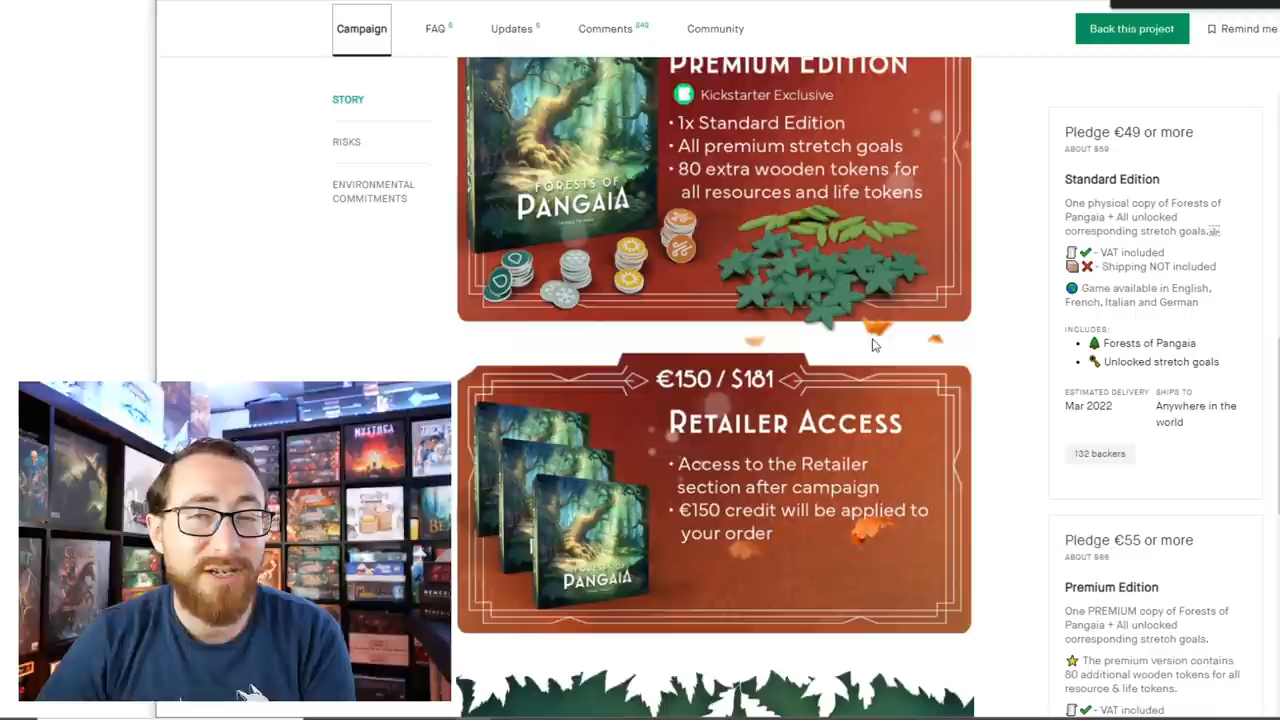 Campaign
FAQ 6
Updates 6
Comments 649
Community
Back this project
Remind me
STORY
RISKS
ENVIRONMENTAL
COMMITMENTS
PREMIUM EDITION
Kickstarter Exclusive
• 1x Standard Edition
• All premium stretch goals
• 80 extra wooden tokens for
all resources and life tokens
FORESTS OF
PANGAIA
€150 / $181
RETAILER ACCESS
• Access to the Retailer
section after campaign
• €150 credit will be applied to
your order
FORESTS OF
PANGAIA
Pledge €49 or more
ABOUT $59
Standard Edition
One physical copy of Forests of
Pangaia + All unlocked
corresponding stretch goals.
- VAT included
- Shipping NOT included
Game available in English,
French, Italian and German
INCLUDES:
• Forests of Pangaia
• Unlocked stretch goals
ESTIMATED DELIVERY
Mar 2022
SHIPS TO
Anywhere in the
world
132 backers
Pledge €55 or more
ABOUT $66
Premium Edition
One PREMIUM copy of Forests of
Pangaia + All unlocked
corresponding stretch goals.
The premium version contains
80 additional wooden tokens for all
resource & life tokens.
- VAT included
MYSTHEA